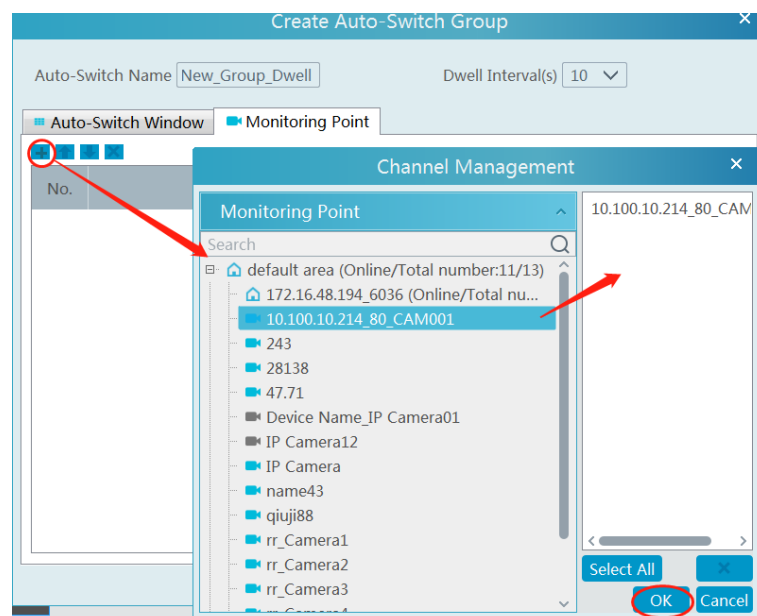 Create Auto-Switch Group
Auto-Switch Name New_Group_Dwell Dwell Interval(s) 10
Auto-Switch Window Monitoring Point
No.
Channel Management
Monitoring Point
10.100.10.214_80_CAM
Search
default area (Online/Total number:11/13)
172.16.48.194_6036 (Online/Total nu...
10.100.10.214_80_CAM001
243
28138
47.71
Device Name_IP Camera01
IP Camera12
IP Camera
name43
qiuji88
rr_Camera1
rr_Camera2
rr_Camera3
Select All
OK Cancel